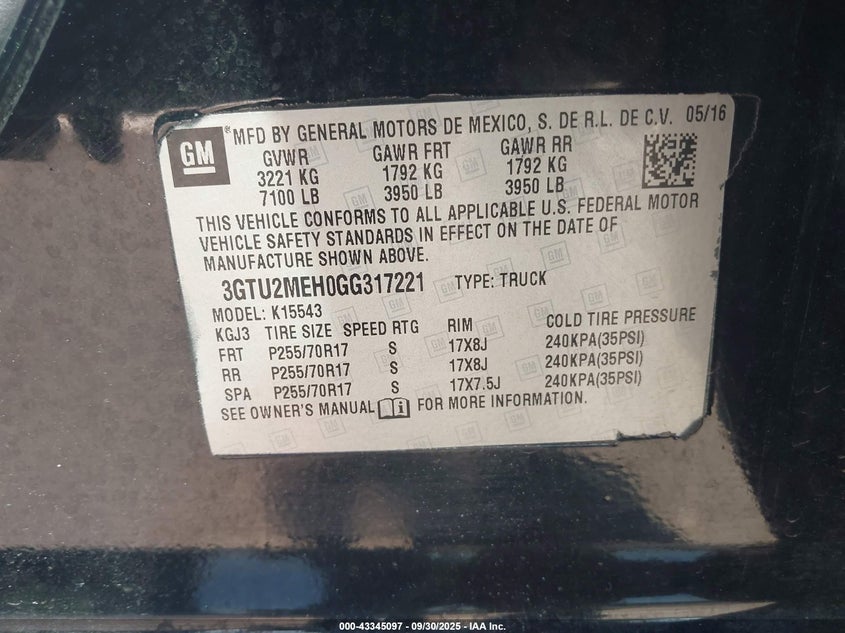 GM ® MFD BY GENERAL MOTORS DE MEXICO, S. DE R.L. DE C.V. 05/16
GVWR GAWR FRT GAWR RR
3221 KG 1792 KG 1792 KG
7100 LB 3950 LB 3950 LB
THIS VEHICLE CONFORMS TO ALL APPLICABLE U.S. FEDERAL MOTOR
VEHICLE SAFETY STANDARDS IN EFFECT ON THE DATE OF
MANUFACTURE SHOWN ABOVE.
3GTU2MEH0GG317221 TYPE: TRUCK
MODEL: K15543
KGJ3 TIRE SIZE SPEED RTG RIM COLD TIRE PRESSURE
FRT P255/70R17 S 17X8J 240KPA(35PSI)
RR P255/70R17 S 17X8J 240KPA(35PSI)
SPA P255/70R17 S 17X7.5J 240KPA(35PSI)
SEE OWNER'S MANUAL FOR MORE INFORMATION.
000-43345097 - 09/30/2025 - IAA Inc.